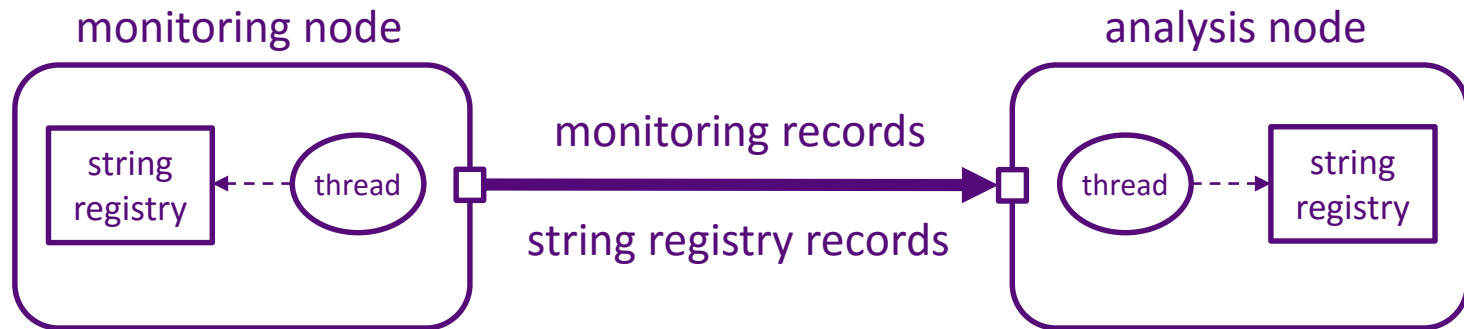 monitoring node
analysis node
monitoring records
string
registry
thread
thread
string
registry
string registry records